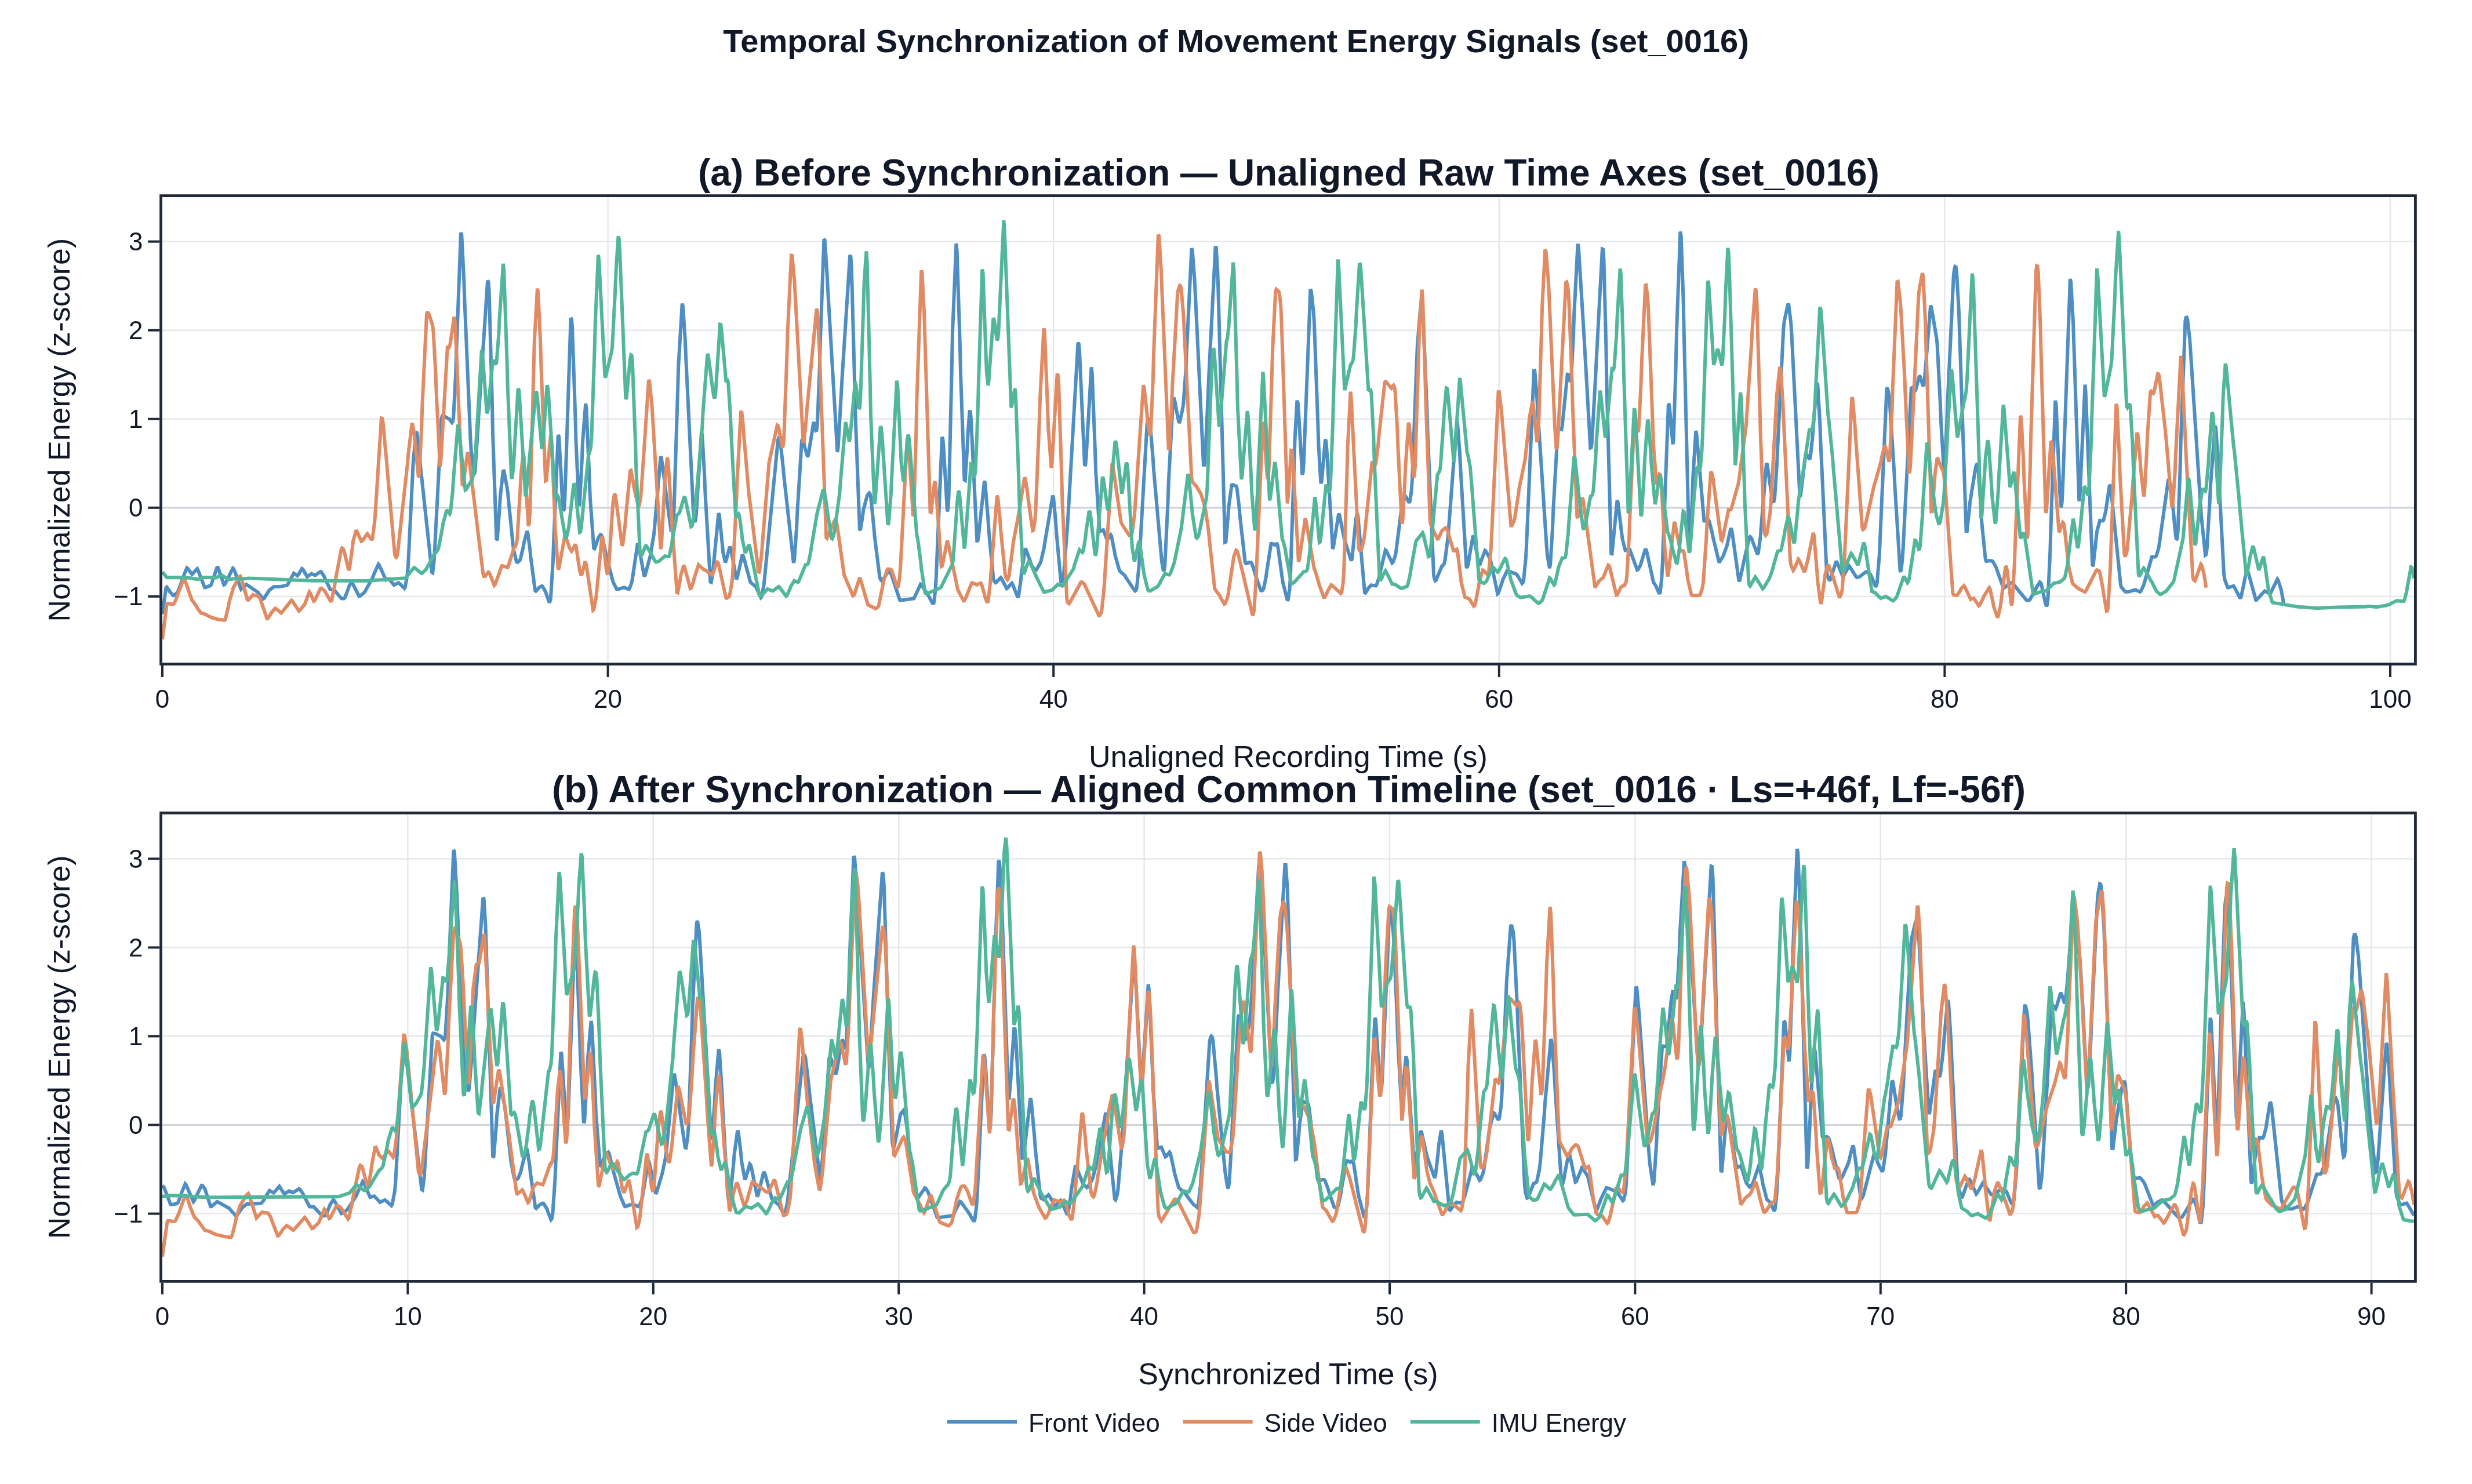 Temporal Synchronization of Movement Energy Signals (set_0016)
(a) Before Synchronization — Unaligned Raw Time Axes (set_0016)
Normalized Energy (z-score)
3
2
1
0
−1
0 20 40 60 80 100
Unaligned Recording Time (s)
(b) After Synchronization — Aligned Common Timeline (set_0016 · Ls=+46f, Lf=-56f)
Normalized Energy (z-score)
3
2
1
0
−1
0 10 20 30 40 50 60 70 80 90
Synchronized Time (s)
Front Video Side Video IMU Energy